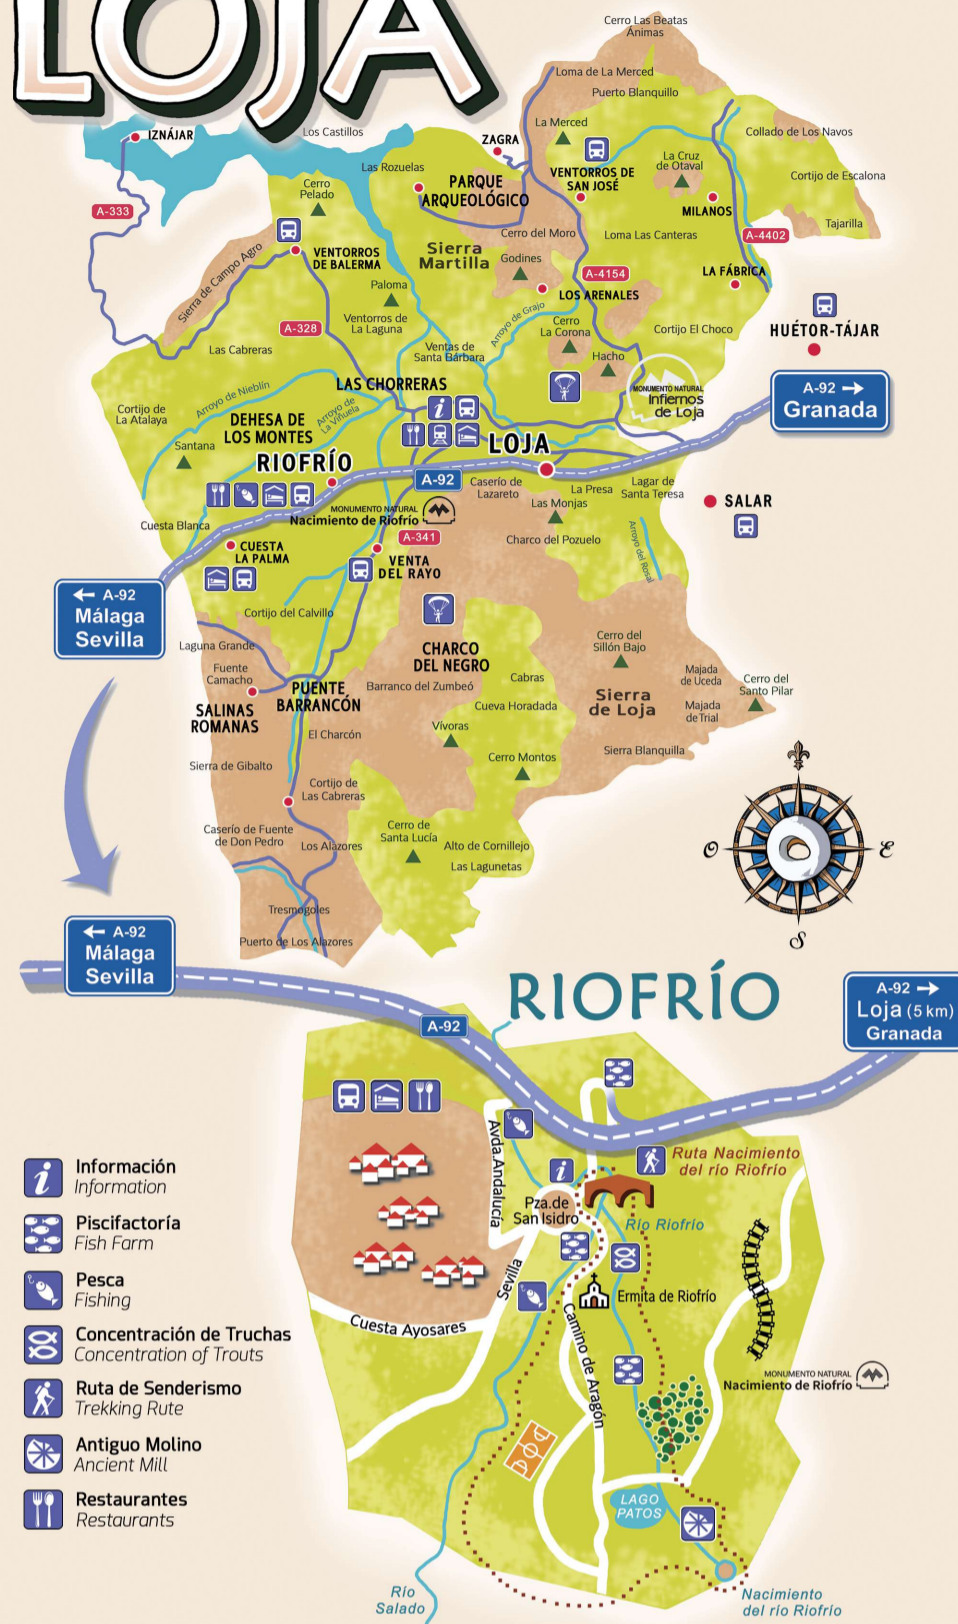 LOJA
Cerro Las Beatas
Ánimas
Loma de La Merced
Puerto Blanquillo
La Merced
Collado de Los Navos
IZNÁJAR
Los Castillos
ZAGRA
Las Rozuelas
VENTORROS DE
SAN JOSÉ
La Cruz
de Otaval
Cortijo de Escalona
Cerro
Pelado
PARQUE
ARQUEOLÓGICO
MILANOS
A-333
Tajarilla
Cerro del Moro
Loma Las Canteras
A-4402
VENTORROS
DE BALERMA
Sierra
Martilla
Godines
A-4154
LA FÁBRICA
Sierra de Campo Agro
Paloma
LOS ARENALES
Ventorros de
La Laguna
Arroyo de Grajo
Cerro
La Corona
Cortijo El Choco
HUÉTOR-TÁJAR
A-328
Las Cabreras
Ventas de
Santa Bárbara
Hacho
Arroyo de Nieblín
LAS CHORRERAS
MONUMENTO NATURAL
Infiernos
de Loja
A-92 →
Granada
Cortijo de
La Atalaya
Arroyo de
La Viñuela
DEHESA DE
LOS MONTES
Santana
RIOFRÍO
LOJA
A-92
Caserío de
Lazareto
La Presa
Lagar de
Santa Teresa
SALAR
MONUMENTO NATURAL
Nacimiento de Riofrío
Las Monjas
Cuesta Blanca
A-341
Charco del Pozuelo
Arroyo del Rosal
CUESTA
LA PALMA
VENTA
DEL RAYO
← A-92
Málaga
Sevilla
Cortijo del Calvillo
Laguna Grande
CHARCO
DEL NEGRO
Cerro del
Sillón Bajo
Fuente
Camacho
Barranco del Zumbeó
Cabras
Majada
de Uceda
Cerro del
Santo Pilar
PUENTE
BARRANCÓN
Sierra
de Loja
SALINAS
ROMANAS
Cueva Horadada
Majada
de Trial
El Charcón
Vívoras
Sierra Blanquilla
Sierra de Gibalto
Cerro Montos
Cortijo de
Las Cabreras
Caserío de Fuente
de Don Pedro
Los Alazores
Cerro de
Santa Lucía
Alto de Cornillejo
Las Lagunetas
O
E
S
Tresmogoles
Puerto de Los Alazores
← A-92
Málaga
Sevilla
RIOFRÍO
A-92 →
Loja (5 km)
Granada
A-92
Avda.Andalucía
Ruta Nacimiento
del río Riofrío
Pza.de
San Isidro
Río Riofrío
Sevilla
Ermita de Riofrío
Cuesta Ayosares
Camino de Aragón
MONUMENTO NATURAL
Nacimiento de Riofrío
LAGO
PATOS
Río
Salado
Nacimiento
del río Riofrío
Información
Information
Piscifactoría
Fish Farm
Pesca
Fishing
Concentración de Truchas
Concentration of Trouts
Ruta de Senderismo
Trekking Rute
Antiguo Molino
Ancient Mill
Restaurantes
Restaurants